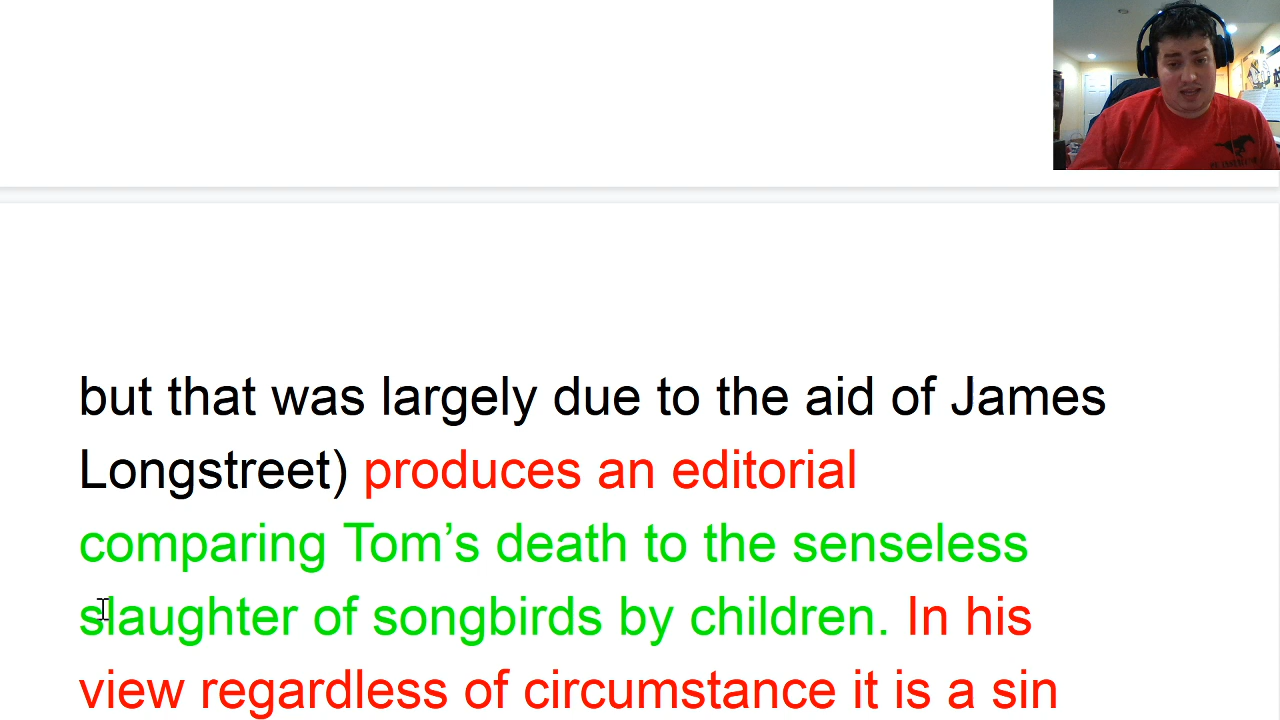 but that was largely due to the aid of James
Longstreet) produces an editorial
comparing Tom’s death to the senseless
slaughter of songbirds by children. In his
view regardless of circumstance it is a sin